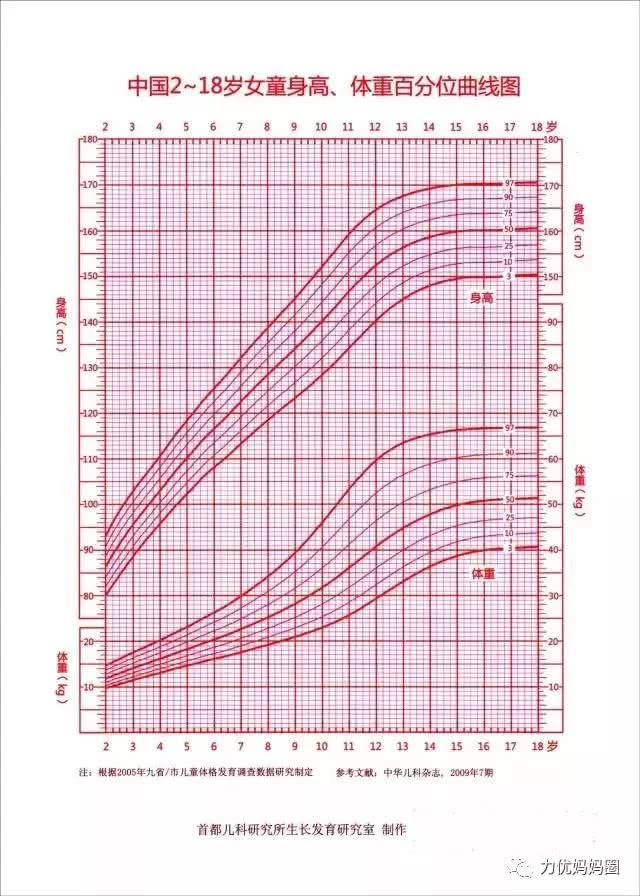 中国2~18岁女童身高、体重百分位曲线图
2 3 4 5 6 7 8 9 10 11 12 13 14 15 16 17 18 岁
180 180
170 97 170
90
75
160 50 160
25
10
150 3 150
身高
身高(cm)
身高(cm)
140 90
130 80
120 70
97
110 90 60
75
100 50 50
25
10
90 3 40
体重
体重(kg)
80 30
20 20
体重(kg)
10 10
2 3 4 5 6 7 8 9 10 11 12 13 14 15 16 17 18 岁
注：根据2005年九省/市儿童体格发育调查数据研究制定 参考文献：中华儿科杂志，2009年7期
首都儿科研究所生长发育研究室 制作
力优妈妈圈